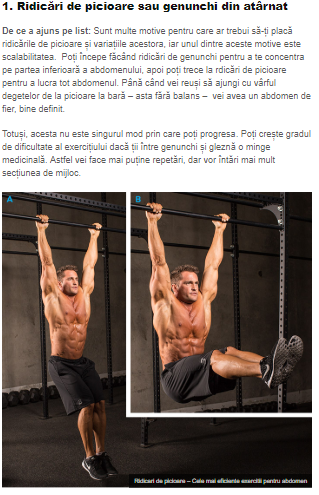 1. Ridicări de picioare sau genunchi din atârnat
De ce a ajuns pe list: Sunt multe motive pentru care ar trebui să-ți placă
ridicările de picioare și variațiile acestora, iar unul dintre aceste motive este
scalabilitatea. Poți începe făcând ridicări de genunchi pentru a te concentra
pe partea inferioară a abdomenului, apoi poți trece la rdicări de picioare
pentru a lucra tot abdomenul. Până când vei reuși să ajungi cu vârful
degetelor de la picioare la bară – asta fără balans – vei avea un abdomen de
fier, bine definit.
Totuși, acesta nu este singurul mod prin care poți progresa. Poți crește gradul
de dificultate al exercițiului dacă ții între genunchi și gleznă o minge
medicinală. Astfel vei face mai puține repetări, dar vor întări mai mult
secțiunea de mijloc.
A
B
Ridicari de picioare – Cele mai eficiente exercitii pentru abdomen